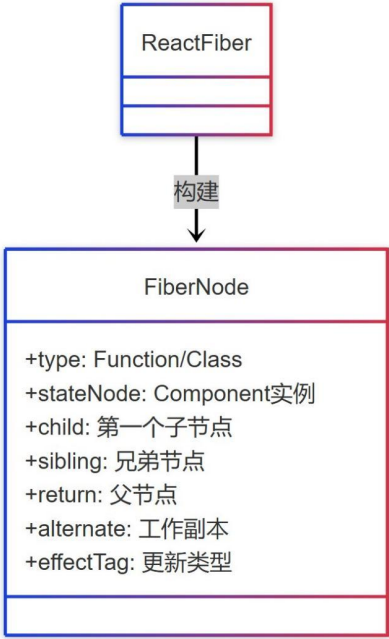 ReactFiber
构建
FiberNode
+type: Function/Class
+stateNode: Component实例
+child: 第一个子节点
+sibling: 兄弟节点
+return: 父节点
+alternate: 工作副本
+effectTag: 更新类型